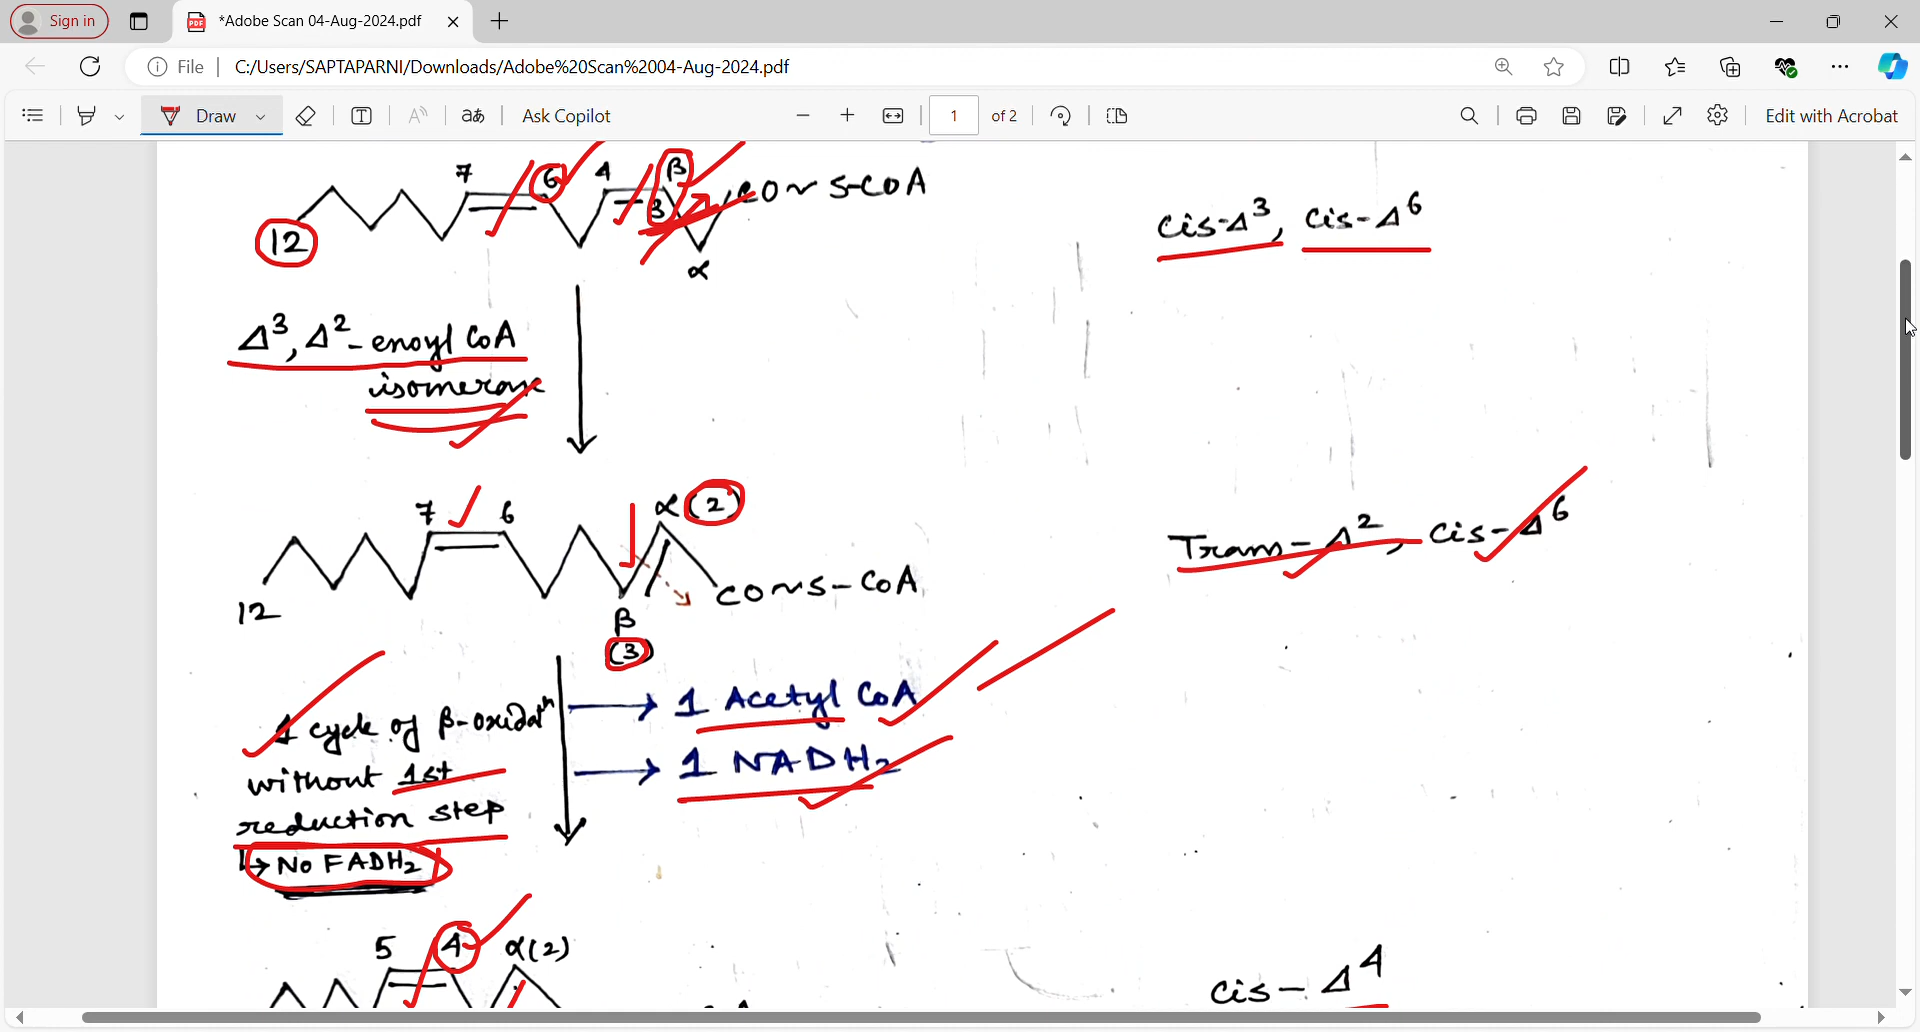 Sign in
*Adobe Scan 04-Aug-2024.pdf
File
C:/Users/SAPTAPARNI/Downloads/Adobe%20Scan%2004-Aug-2024.pdf
Draw
Ask Copilot
1 of 2
Edit with Acrobat
7 6 4 β
3
CO~S-CoA
12
α
Cis-Δ³, Cis-Δ⁶
Δ³, Δ²-enoyl CoA
isomerase
7 6 α (2)
CO~S-CoA
12
β
(3)
Trans-Δ², Cis-Δ⁶
1 cycle of β-oxidatⁿ
without 1st
reduction step
↳ No FADH₂
→ 1 Acetyl CoA
→ 1 NADH₂
5 4 α(2)
Cis-Δ⁴